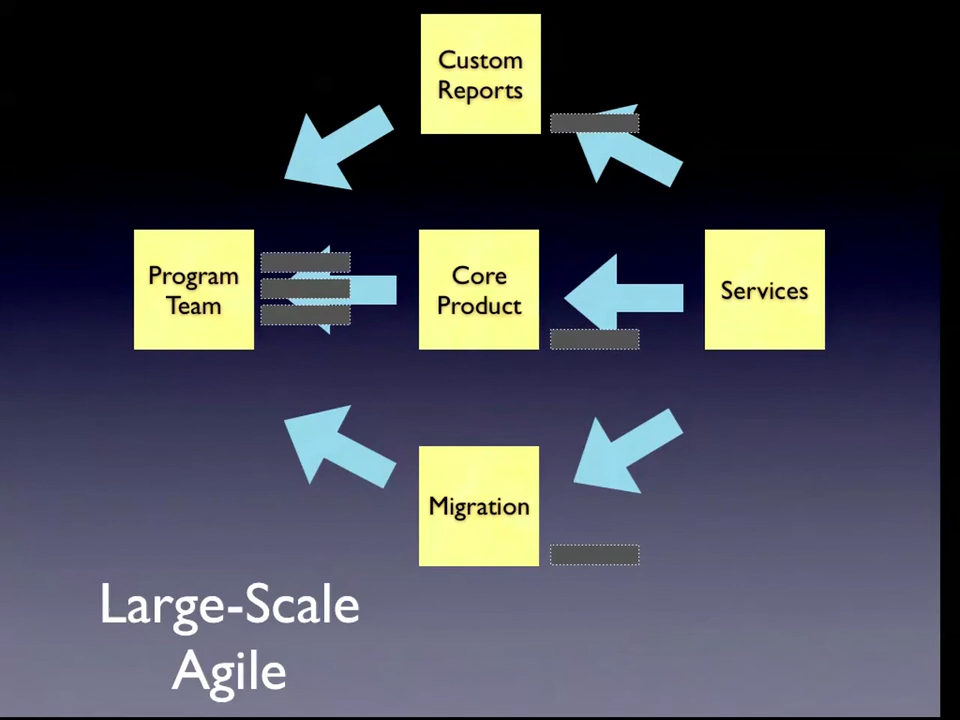 Custom
Reports
Program
Team
Core
Product
Services
Migration
Large-Scale
Agile